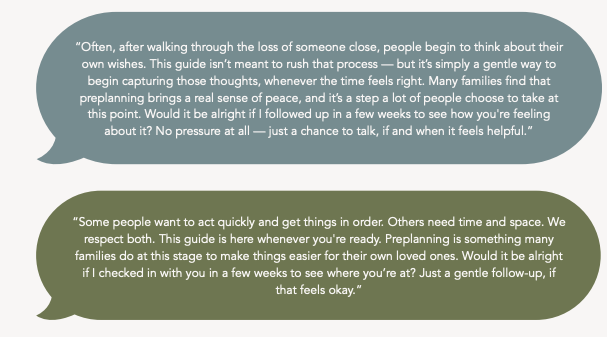 “Often, after walking through the loss of someone close, people begin to think about their
own wishes. This guide isn’t meant to rush that process — but it’s simply a gentle way to
begin capturing those thoughts, whenever the time feels right. Many families find that
preplanning brings a real sense of peace, and it’s a step a lot of people choose to take at
this point. Would it be alright if I followed up in a few weeks to see how you're feeling
about it? No pressure at all — just a chance to talk, if and when it feels helpful.”
“Some people want to act quickly and get things in order. Others need time and space. We
respect both. This guide is here whenever you're ready. Preplanning is something many
families do at this stage to make things easier for their own loved ones. Would it be alright
if I checked in with you in a few weeks to see where you’re at? Just a gentle follow-up, if
that feels okay.”